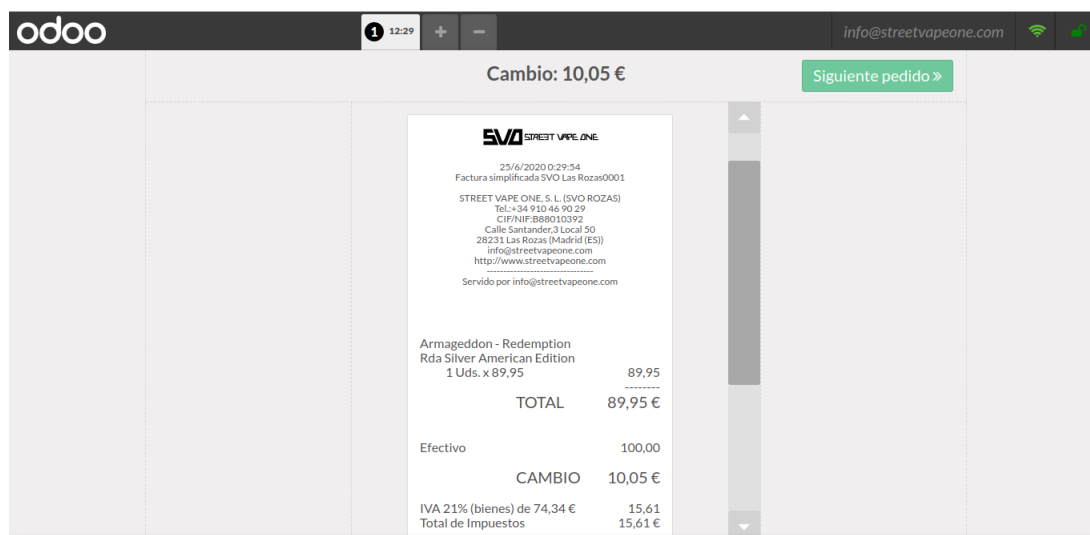 odoo
1 12:29 + −
info@streetvapeone.com
Cambio: 10,05 €
Siguiente pedido »
SVO STREET VAPE ONE
25/6/2020 0:29:54
Factura simplificada SVO Las Rozas0001
STREET VAPE ONE, S. L. (SVO ROZAS)
Tel.:+34 910 46 90 29
CIF/NIF:B88010392
Calle Santander,3 Local 50
28231 Las Rozas (Madrid (ES))
info@streetvapeone.com
http://www.streetvapeone.com
--------------------------------
Servido por info@streetvapeone.com
Armageddon - Redemption
Rda Silver American Edition
1 Uds. x 89,95 89,95
--------
TOTAL 89,95 €
Efectivo 100,00
CAMBIO 10,05 €
IVA 21% (bienes) de 74,34 € 15,61
Total de Impuestos 15,61 €